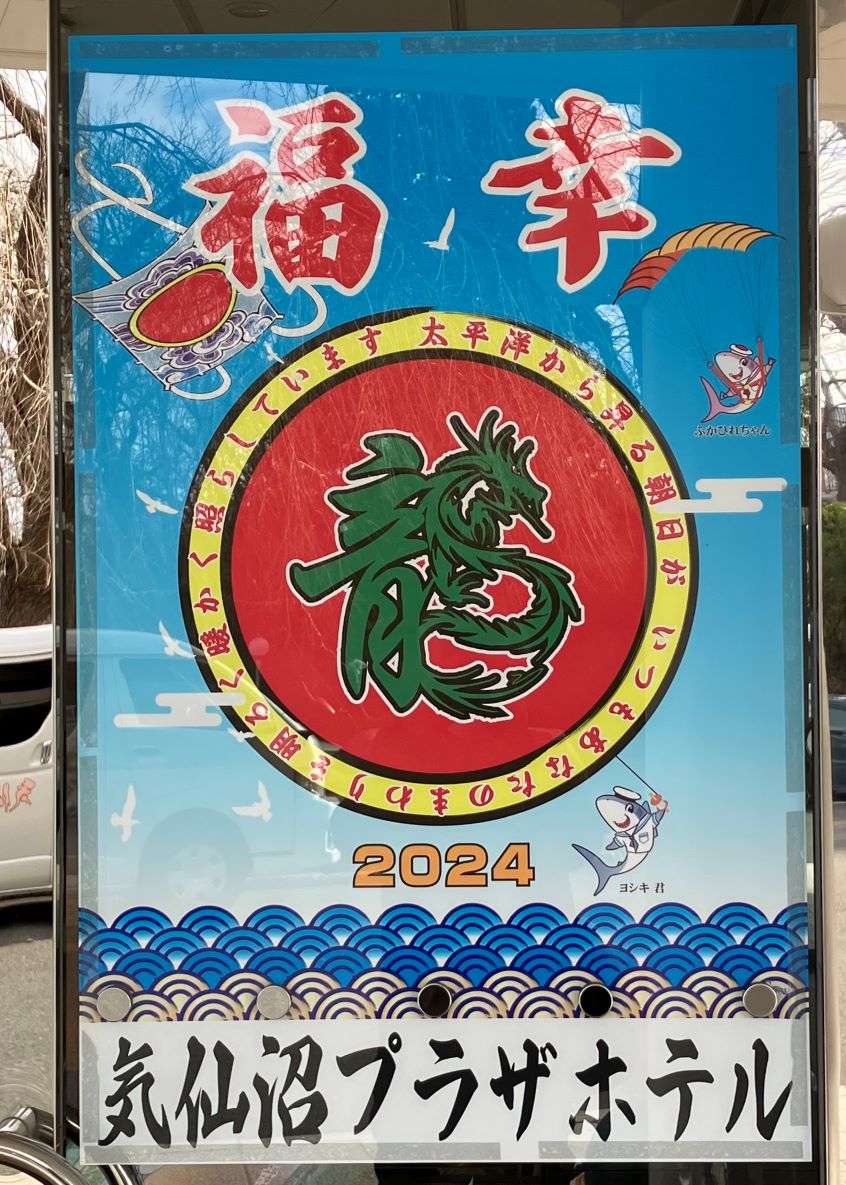 福 幸
太平洋から昇る朝日が いつもあなたのまわりを明るく暖かく照らしています
ふかひれちゃん
龍
2024
ヨシキ 君
気仙沼プラザホテル